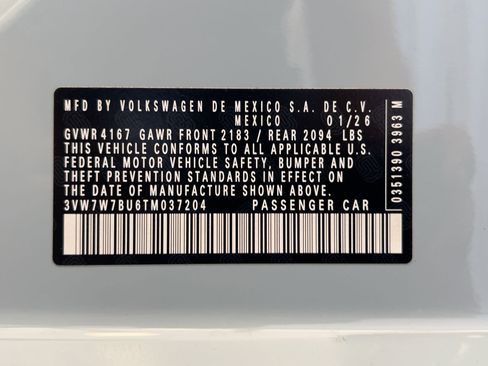 MFD BY VOLKSWAGEN DE MEXICO S.A. DE C.V.
MEXICO 01/26
GVWR 4167 GAWR FRONT 2183 / REAR 2094 LBS
THIS VEHICLE CONFORMS TO ALL APPLICABLE U.S.
FEDERAL MOTOR VEHICLE SAFETY, BUMPER AND
THEFT PREVENTION STANDARDS IN EFFECT ON
THE DATE OF MANUFACTURE SHOWN ABOVE.
3VW7W7BU6TM037204 PASSENGER CAR
0351390 3963 M